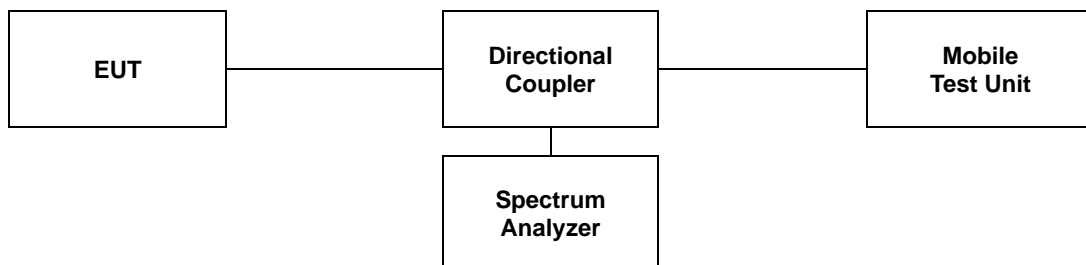 EUT
Directional
Coupler
Mobile
Test Unit
Spectrum
Analyzer